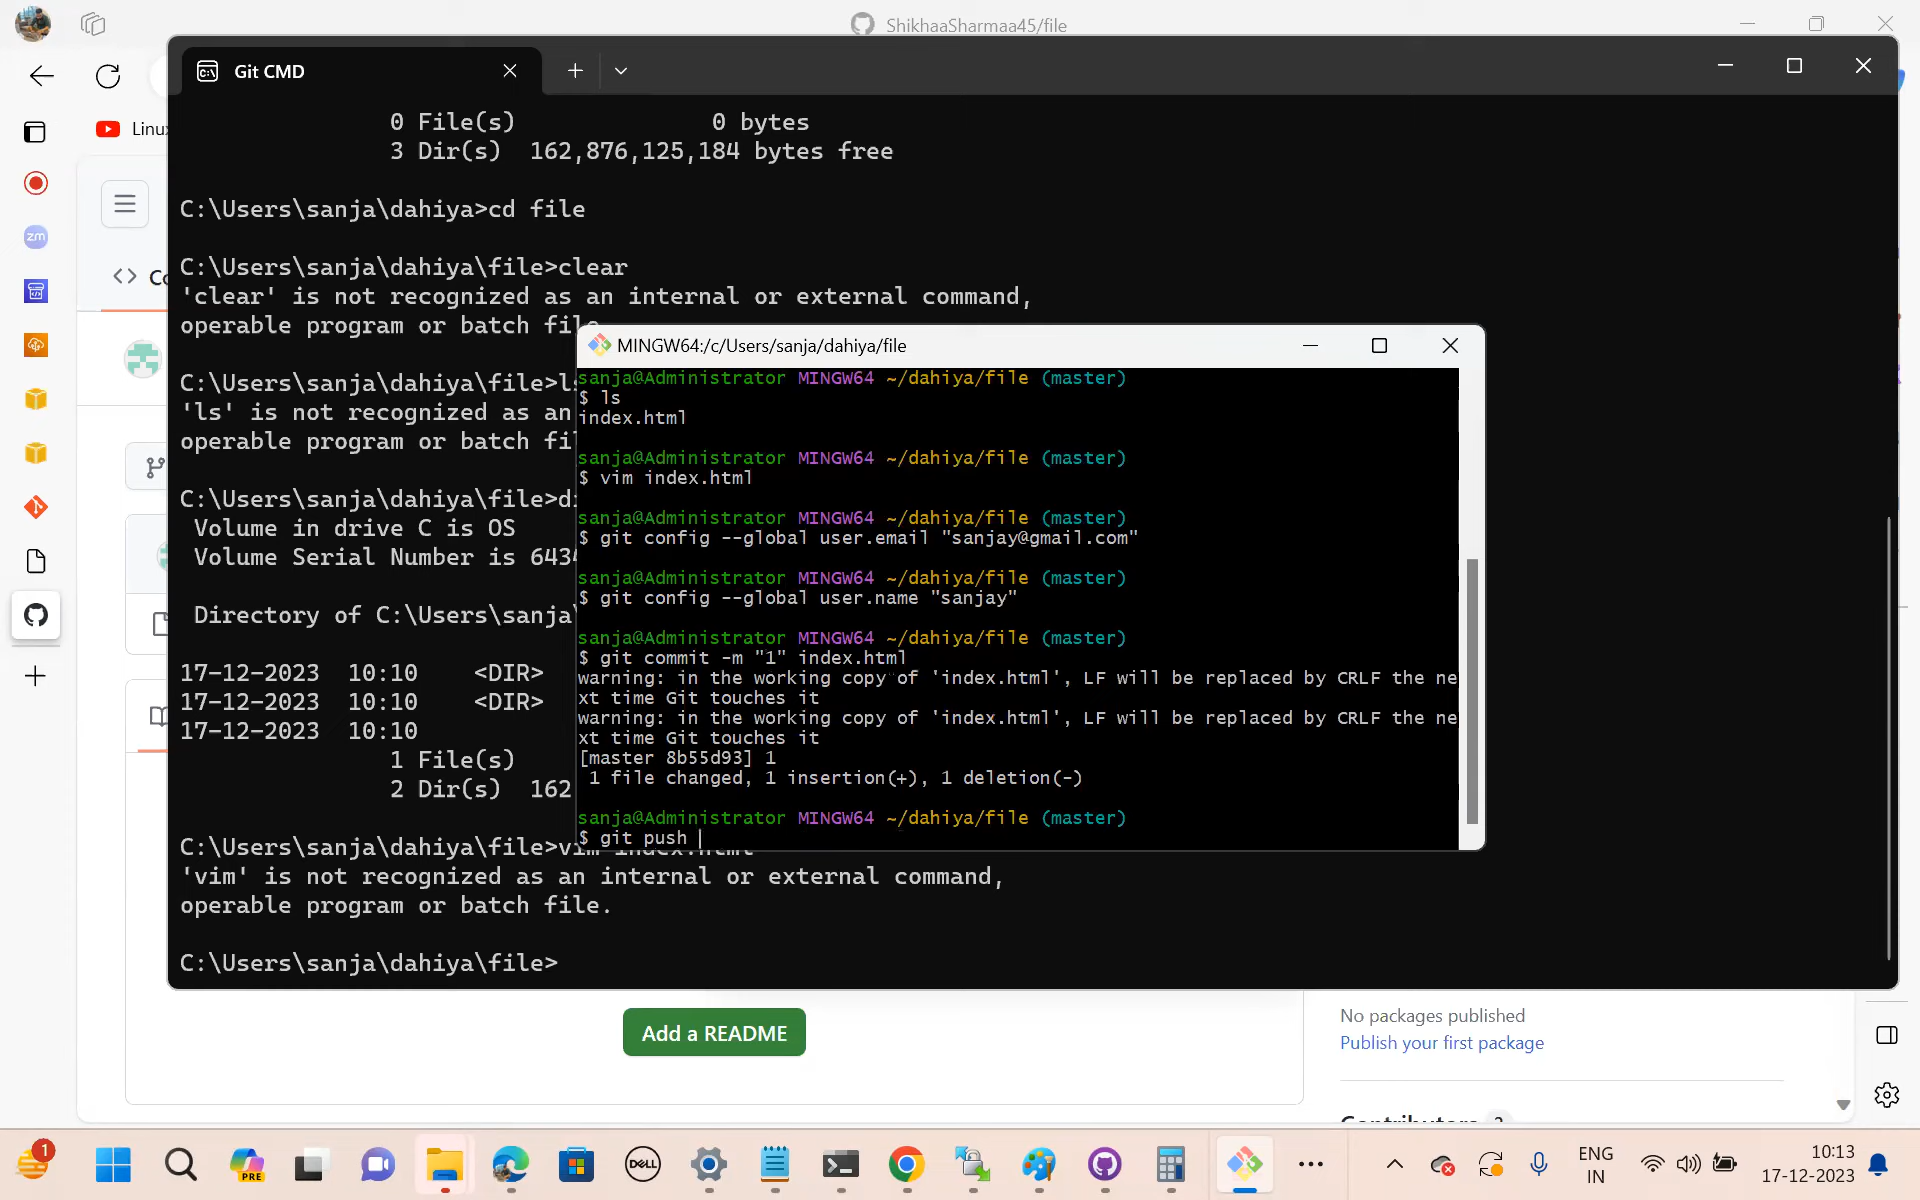 ShikhaaSharmaa45/file
Git CMD
Linu
0 File(s) 0 bytes
3 Dir(s) 162,876,125,184 bytes free
C:\Users\sanja\dahiya>cd file
C:\Users\sanja\dahiya\file>clear
'clear' is not recognized as an internal or external command,
operable program or batch file.
C:\Users\sanja\dahiya\file>ls
'ls' is not recognized as an
operable program or batch fil
C:\Users\sanja\dahiya\file>di
Volume in drive C is OS
Volume Serial Number is 6434
Directory of C:\Users\sanja\
17-12-2023 10:10 <DIR>
17-12-2023 10:10 <DIR>
17-12-2023 10:10
1 File(s)
2 Dir(s) 162
C:\Users\sanja\dahiya\file>vim index.html
'vim' is not recognized as an internal or external command,
operable program or batch file.
C:\Users\sanja\dahiya\file>
MINGW64:/c/Users/sanja/dahiya/file
sanja@Administrator MINGW64 ~/dahiya/file (master)
$ ls
index.html
sanja@Administrator MINGW64 ~/dahiya/file (master)
$ vim index.html
sanja@Administrator MINGW64 ~/dahiya/file (master)
$ git config --global user.email "sanjay@gmail.com"
sanja@Administrator MINGW64 ~/dahiya/file (master)
$ git config --global user.name "sanjay"
sanja@Administrator MINGW64 ~/dahiya/file (master)
$ git commit -m "1" index.html
warning: in the working copy of 'index.html', LF will be replaced by CRLF the ne
xt time Git touches it
warning: in the working copy of 'index.html', LF will be replaced by CRLF the ne
xt time Git touches it
[master 8b55d93] 1
1 file changed, 1 insertion(+), 1 deletion(-)
sanja@Administrator MINGW64 ~/dahiya/file (master)
$ git push
zm
Co
Add a README
No packages published
Publish your first package
Contributors 2
1
PRE
DELL
ENG
IN
10:13
17-12-2023